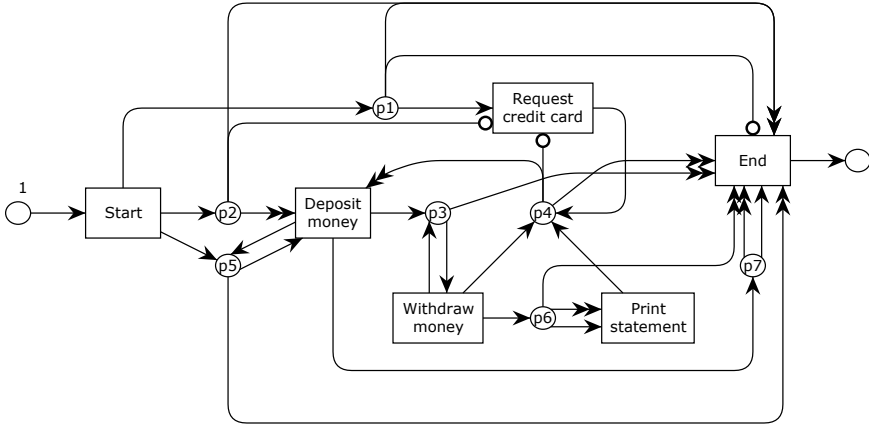 p1
Request
credit card
End
1
Start
p2
Deposit
money
p3
p4
p5
p7
Withdraw
money
p6
Print
statement